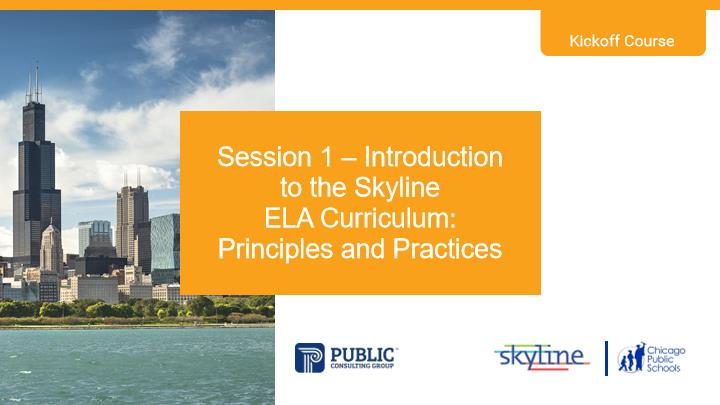 Kickoff Course
Session 1 – Introduction
to the Skyline
ELA Curriculum:
Principles and Practices
PUBLIC™
CONSULTING GROUP
skyline
Chicago
Public
Schools